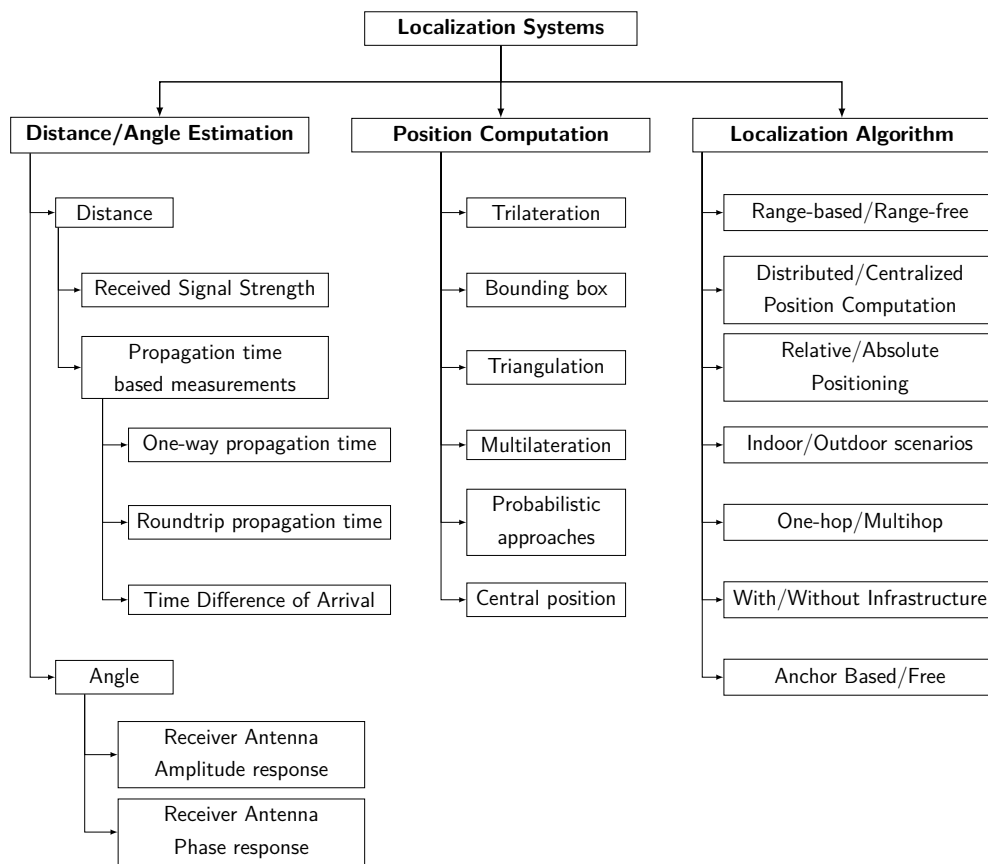 Localization Systems
Distance/Angle Estimation
Distance
Received Signal Strength
Propagation time
based measurements
One-way propagation time
Roundtrip propagation time
Time Difference of Arrival
Angle
Receiver Antenna
Amplitude response
Receiver Antenna
Phase response
Position Computation
Trilateration
Bounding box
Triangulation
Multilateration
Probabilistic
approaches
Central position
Localization Algorithm
Range-based/Range-free
Distributed/Centralized
Position Computation
Relative/Absolute
Positioning
Indoor/Outdoor scenarios
One-hop/Multihop
With/Without Infrastructure
Anchor Based/Free